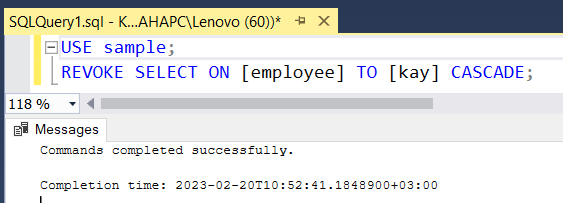 SQLQuery1.sql - K...AHAPC\Lenovo (60))*
USE sample;
REVOKE SELECT ON [employee] TO [kay] CASCADE;
118 %
Messages
Commands completed successfully.
Completion time: 2023-02-20T10:52:41.1848900+03:00